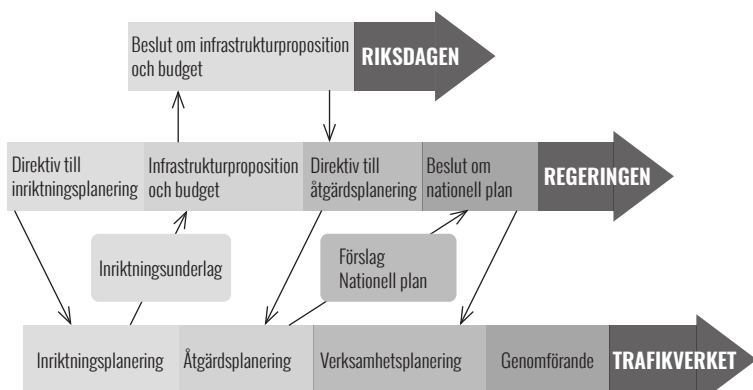 Beslut om infrastrukturproposition
och budget
RIKSDAGEN
Direktiv till
inriktningsplanering
Infrastrukturproposition
och budget
Direktiv till
åtgärdsplanering
Beslut om
nationell plan
REGERINGEN
Inriktningsunderlag
Förslag
Nationell plan
Inriktningsplanering
Åtgärdsplanering
Verksamhetsplanering
Genomförande
TRAFIKVERKET